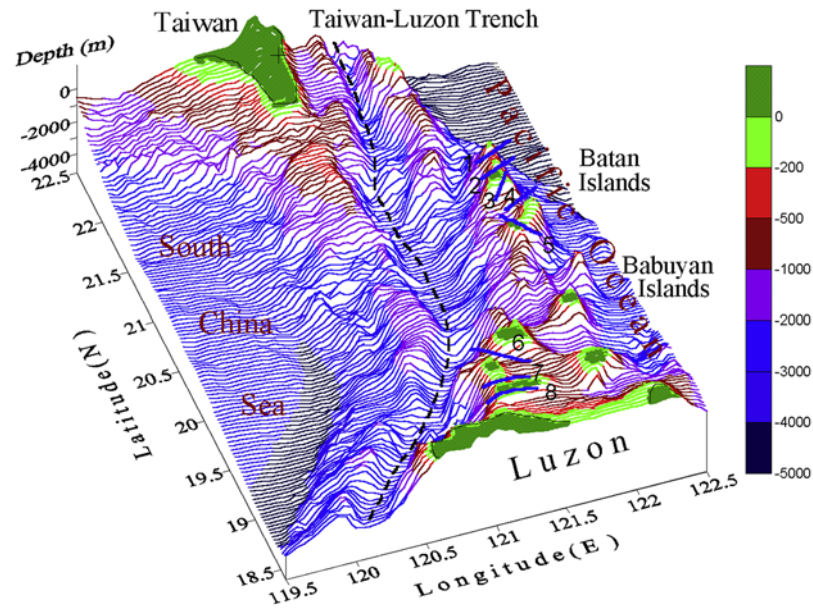 Taiwan
Taiwan-Luzon Trench
Depth (m)
0
-2000
-4000
22.5
22
21.5
21
20.5
20
19.5
19
18.5
Latitude(N)
119.5
120
120.5
121
121.5
122
122.5
Longitude(E)
South
China
Sea
Pacific Ocean
Batan
Islands
Babuyan
Islands
Luzon
1
2
3
4
5
6
7
8
0
-200
-500
-1000
-2000
-3000
-4000
-5000